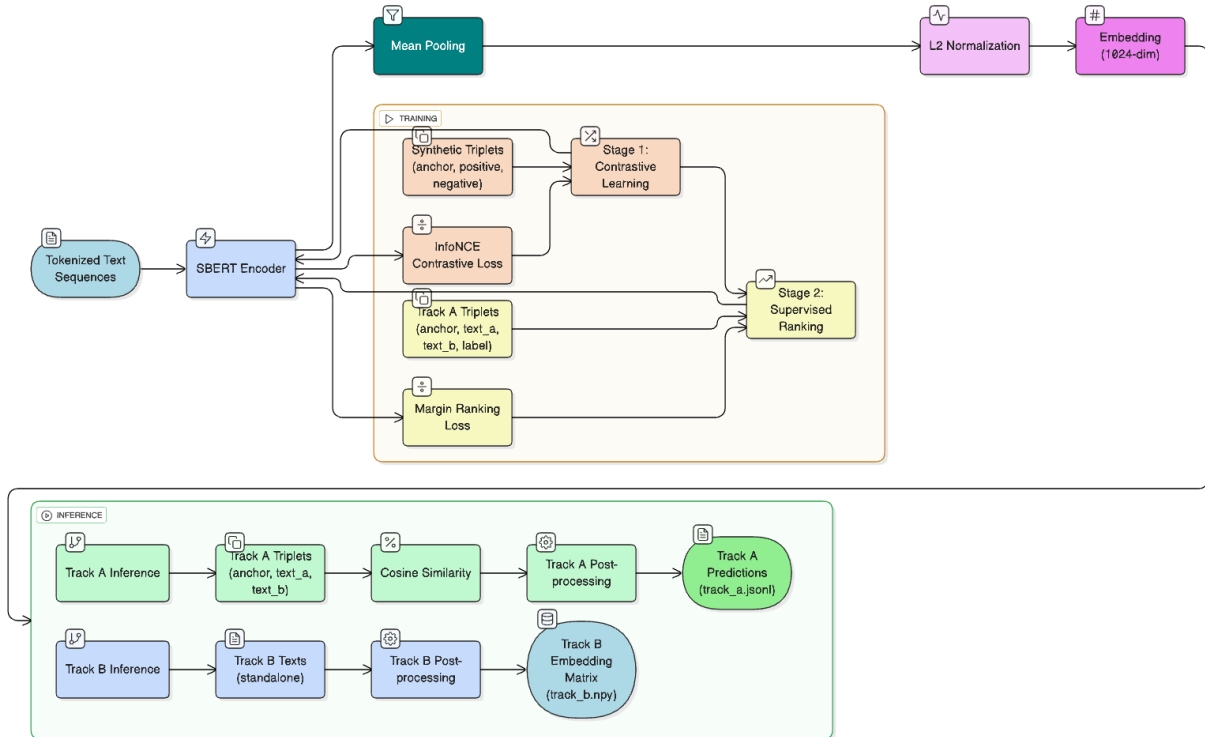 Mean Pooling
L2 Normalization
Embedding
(1024-dim)
TRAINING
Synthetic Triplets
(anchor, positive,
negative)
Stage 1:
Contrastive
Learning
InfoNCE
Contrastive Loss
Tokenized Text
Sequences
SBERT Encoder
Track A Triplets
(anchor, text_a,
text_b, label)
Stage 2:
Supervised
Ranking
Margin Ranking
Loss
INFERENCE
Track A Inference
Track A Triplets
(anchor, text_a,
text_b)
Cosine Similarity
Track A Post-
processing
Track A
Predictions
(track_a.jsonl)
Track B Inference
Track B Texts
(standalone)
Track B Post-
processing
Track B
Embedding
Matrix
(track_b.npy)